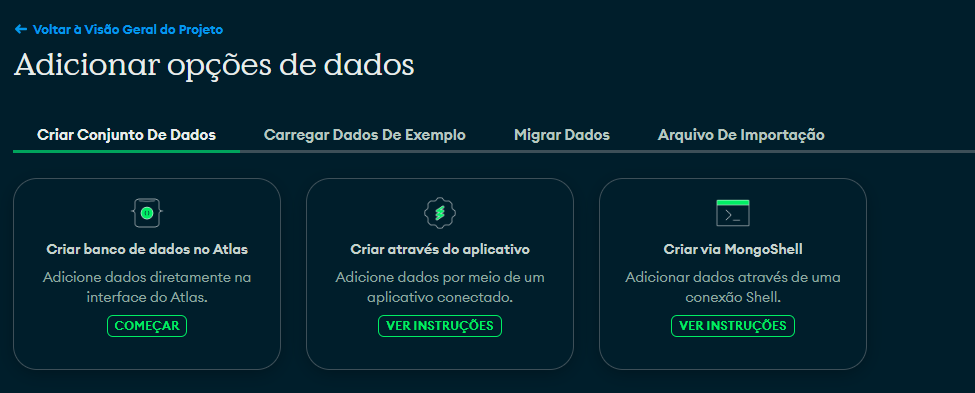 ← Voltar à Visão Geral do Projeto
Adicionar opções de dados
Criar Conjunto De Dados
Carregar Dados De Exemplo
Migrar Dados
Arquivo De Importação
Criar banco de dados no Atlas
Adicione dados diretamente na
interface do Atlas.
COMEÇAR
Criar através do aplicativo
Adicione dados por meio de um
aplicativo conectado.
VER INSTRUÇÕES
Criar via MongoShell
Adicionar dados através de uma
conexão Shell.
VER INSTRUÇÕES